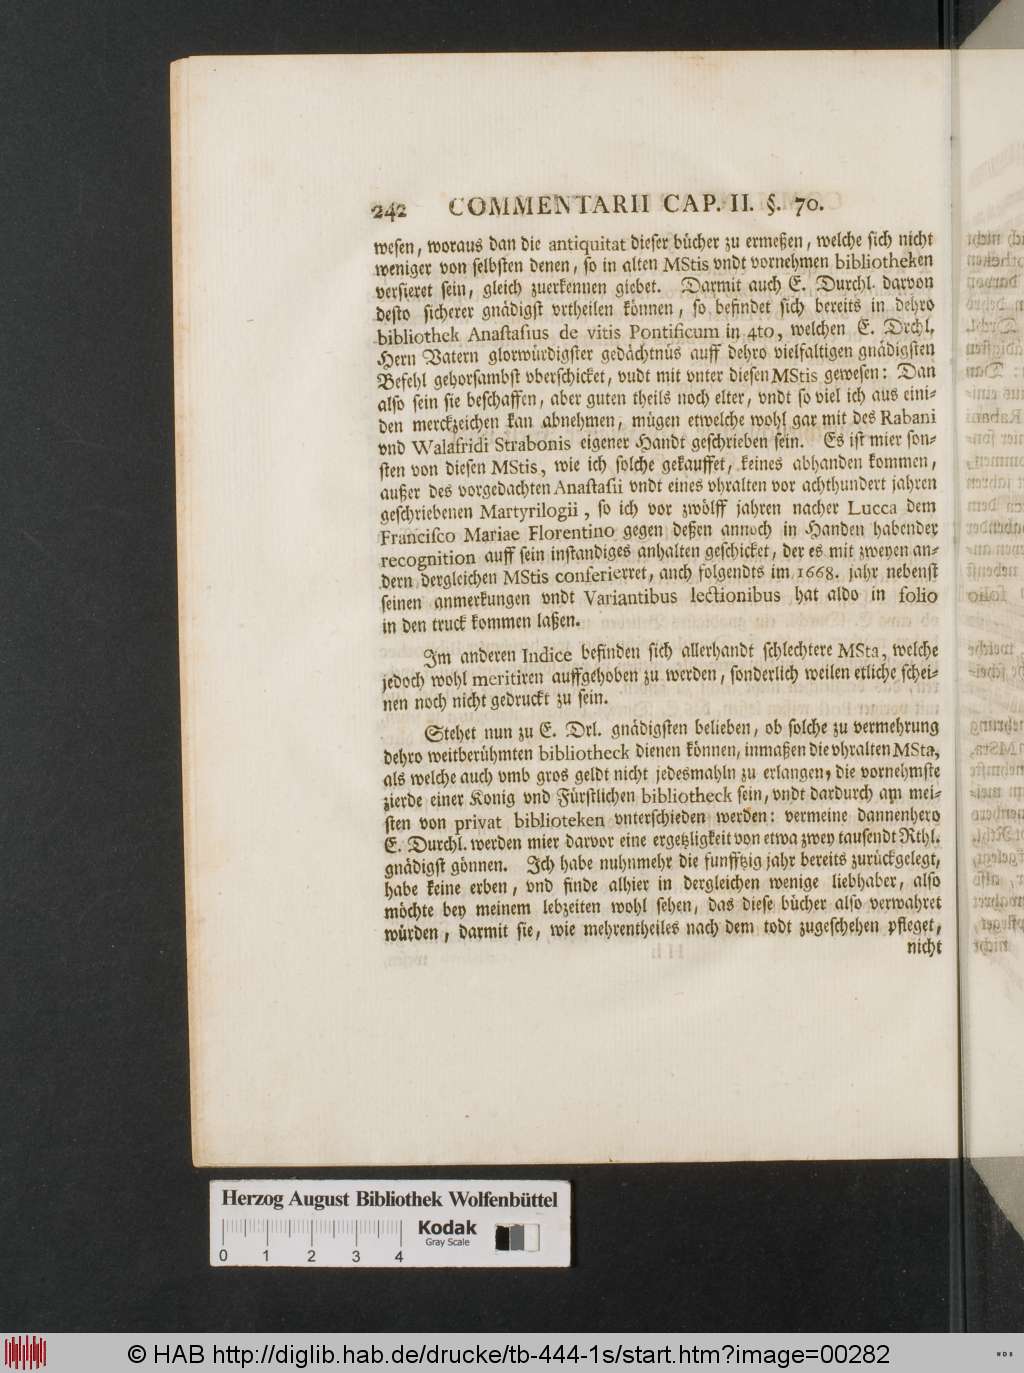 242 COMMENTARII CAP. II. §. 70.
wesen, woraus dan die antiquitat dieser bücher zu ermeßen, welche sich nicht
weniger von selbsten denen, so in alten MStis vndt vornehmen bibliotheken
versieret sein, gleich zuerkennen giebet. Darmit auch E. Durchl. darvon
desto sicherer gnädigst vrtheilen können, so befindet sich bereits in dehro
bibliothek Anastasius de vitis Pontificum in 4to, welchen E. Drchl.
Hern Vatern glorwürdigster gedächtnüs auff dehro vielfaltigen gnädigsten
Befehl gehorsambst vberschicket, vudt mit vnter diesen MStis gewesen: Dan
also sein sie beschaffen, aber guten theils noch elter, vndt so viel ich aus eini-
den merckzeichen kan abnehmen, mügen etwelche wohl gar mit des Rabani
vnd Walafridi Strabonis eigener Handt geschrieben sein. Es ist mier son-
sten von diesen MStis, wie ich solche gekauffet, keines abhanden kommen,
außer des vorgedachten Anastasii vndt eines vhralten vor achthundert jahren
geschriebenen Martyrilogii, so ich vor zwölff jahren nacher Lucca dem
Francisco Mariae Florentino gegen deßen annoch in Handen habender
recognition auff sein instandiges anhalten geschicket, der es mit zweyen an-
dern dergleichen MStis conferierret, auch folgendts im 1668. jahr nebenst
seinen anmerkungen vndt Variantibus lectionibus hat aldo in folio
in den truck kommen laßen.
Im anderen Indice befinden sich allerhandt schlechtere MSta, welche
jedoch wohl meritiren auffgehoben zu werden, sonderlich weilen etliche schei-
nen noch nicht gedruckt zu sein.
Stehet nun zu E. Drl. gnädigsten belieben, ob solche zu vermehrung
dehro weitberühmten bibliotheck dienen können, inmaßen die vhralten MSta,
als welche auch vmb gros geldt nicht jedesmahln zu erlangen, die vornehmste
zierde einer Konig vnd Fürstlichen bibliotheck sein, vndt dardurch am mei-
sten von privat biblioteken vnterschieden werden: vermeine dannenhero
E. Durchl. werden mier darvor eine ergetzligkeit von etwa zwey tausendt Rthl.
gnädigst gönnen. Ich habe nuhnmehr die funfftzig jahr bereits zurückgelegt,
habe keine erben, vnd finde alhier in dergleichen wenige liebhaber, also
möchte bey meinem lebzeiten wohl sehen, das diese bücher also verwahret
würden, darmit sie, wie mehrentheiles nach dem todt zugeschehen pfleget,
nicht
Herzog August Bibliothek Wolfenbüttel
Kodak
Gray Scale
0 1 2 3 4
© HAB http://diglib.hab.de/drucke/tb-444-1s/start.htm?image=00282